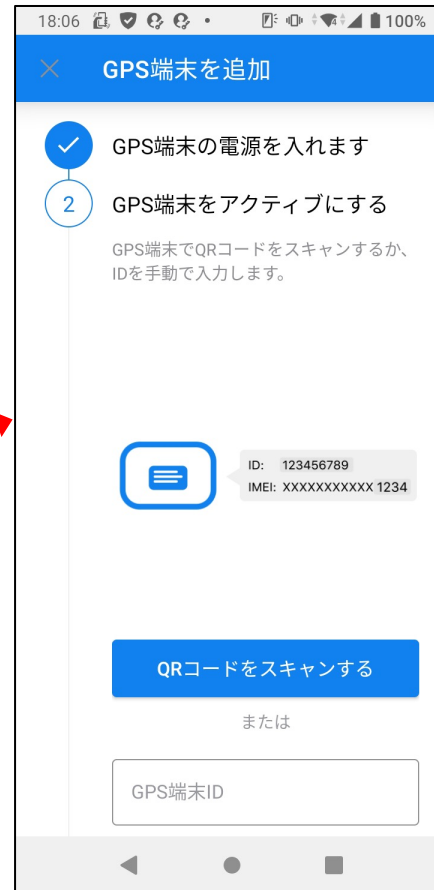 18:06
100%
GPS端末を追加
GPS端末の電源を入れます
2
GPS端末をアクティブにする
GPS端末でQRコードをスキャンするか、
IDを手動で入力します。
ID: 123456789
IMEI: XXXXXXXXXXX 1234
QRコードをスキャンする
または
GPS端末ID